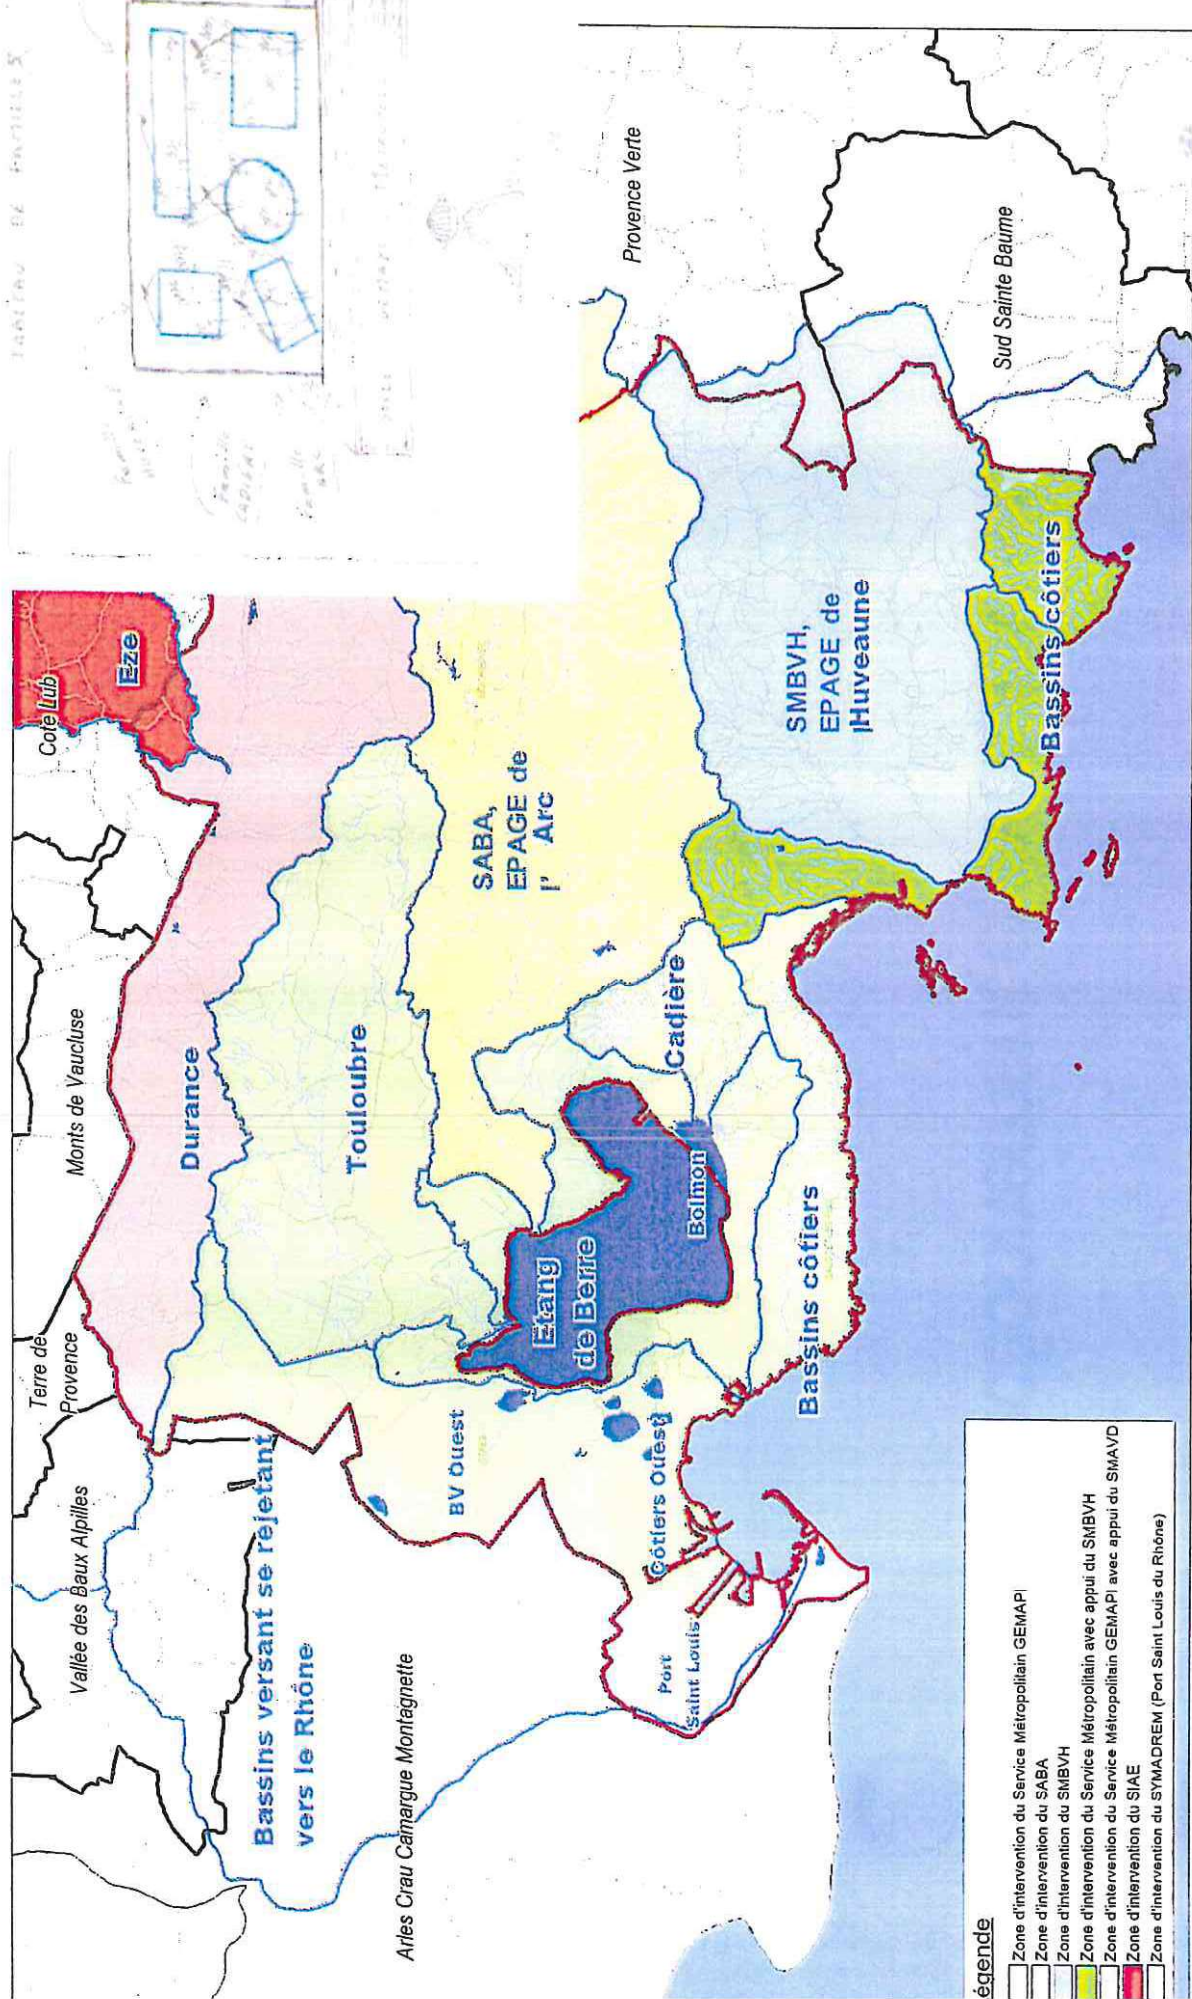 Cote Lub
Eze
Provence Verte
Sud Sainte Baume
Monts de Vaucluse
Terre de
Provence
Vallée des Baux Alpilles
Durance
Touloubre
SABA,
EPAGE de
l' Arc
SMBVH,
EPAGE de
lHuveaune
Bassins côtiers
Cadière
Bolmon
Etang
de Berre
Bassins côtiers
BV Ouest
Côtiers Ouest
Port
Saint Louis
Bassins versant se rejetant
vers le Rhône
Arles Crau Camargue Montagnette
égende
Zone d'intervention du Service Métropolitain GEMAPI
Zone d'intervention du SABA
Zone d'intervention du SMBVH
Zone d'intervention du Service Métropolitain avec appui du SMBVH
Zone d'intervention du Service Métropolitain GEMAPI avec appui du SMAVD
Zone d'intervention du SIAE
Zone d'intervention du SYMADREM (Port Saint Louis du Rhône)